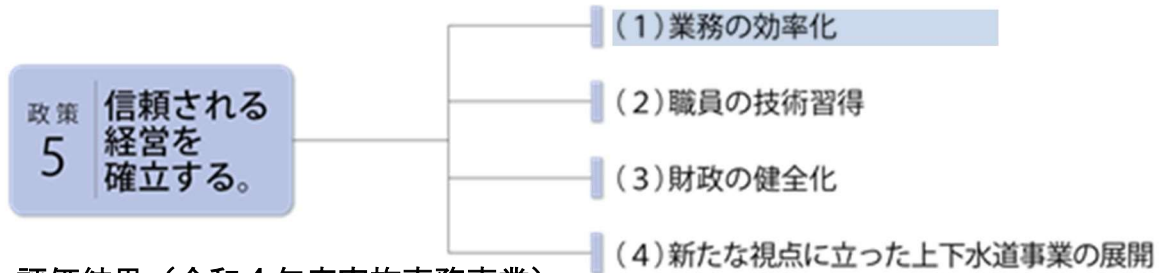 政策
5
信頼される
経営を
確立する。
(1)業務の効率化
(2)職員の技術習得
(3)財政の健全化
(4)新たな視点に立った上下水道事業の展開